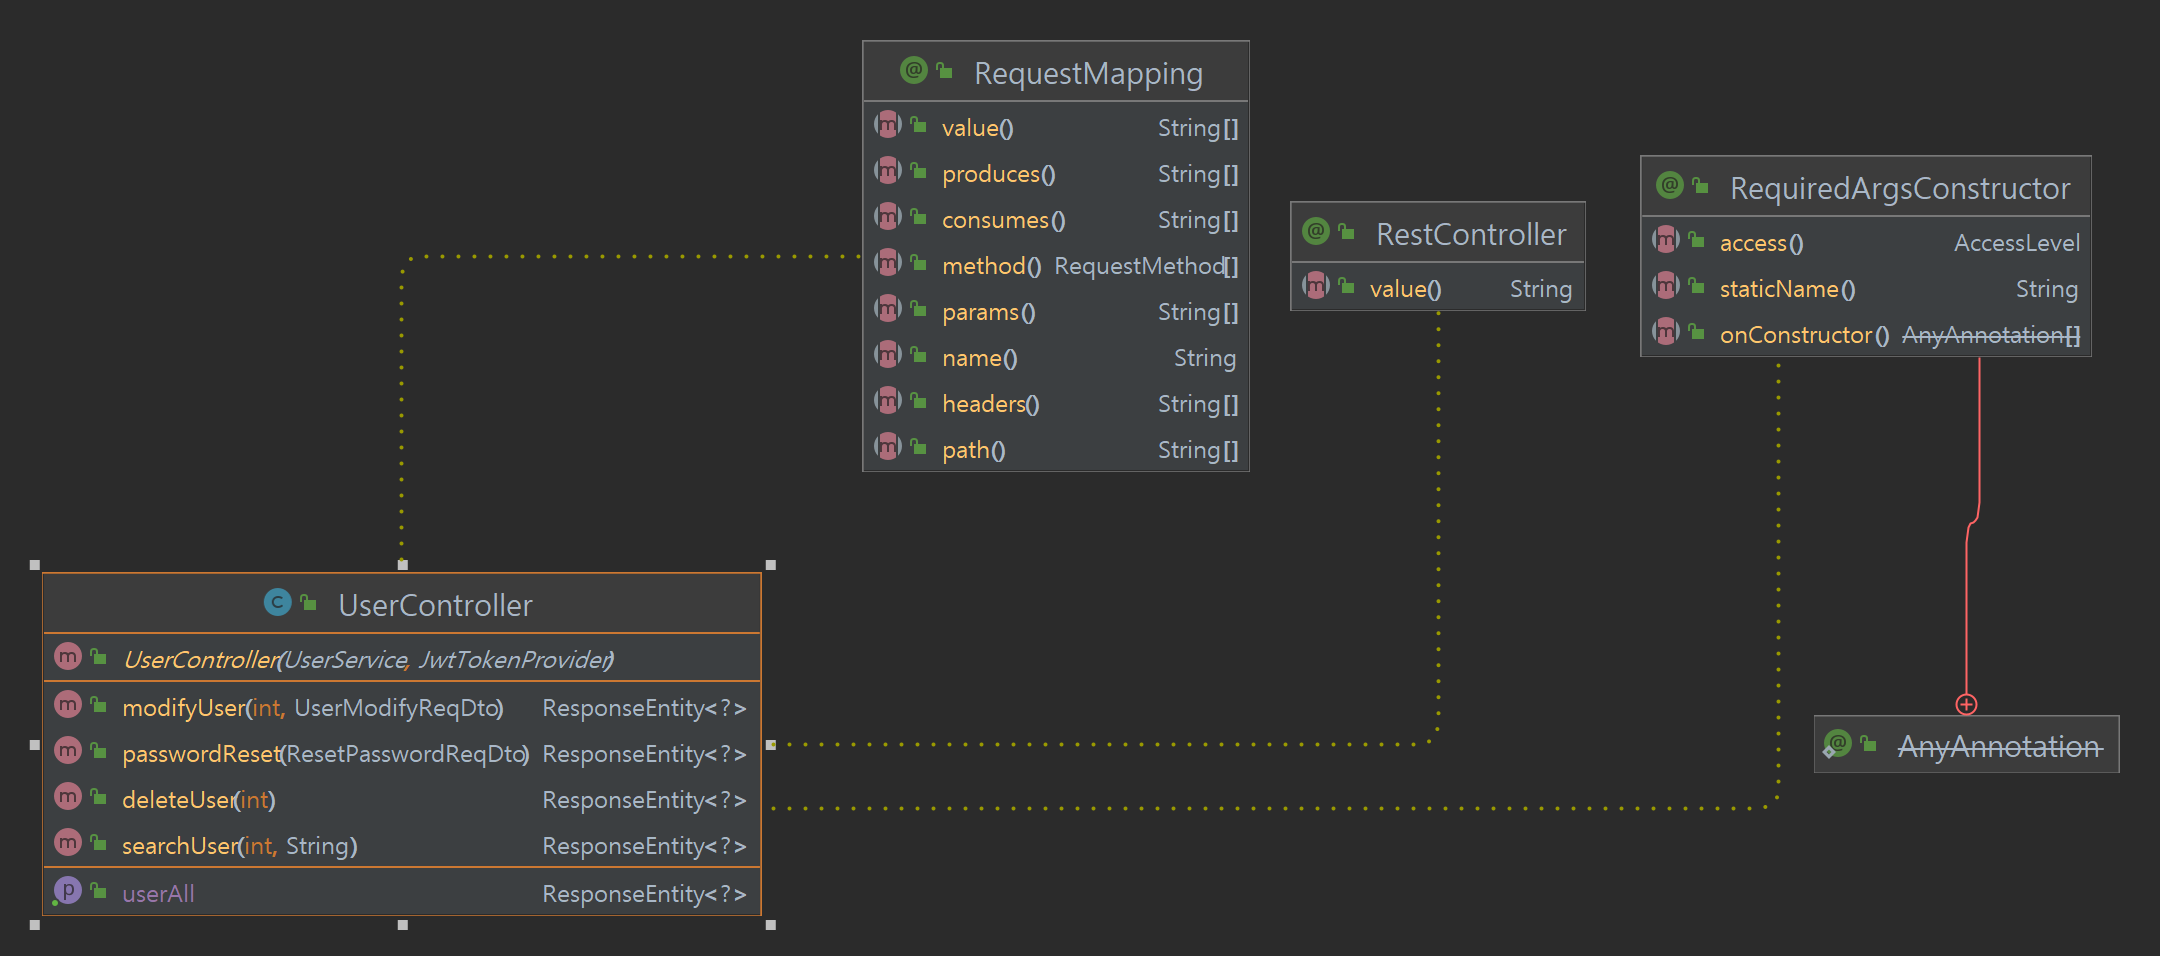 RequestMapping
value() String[]
produces() String[]
consumes() String[]
method() RequestMethod[]
params() String[]
name() String
headers() String[]
path() String[]
RestController
value() String
RequiredArgsConstructor
access() AccessLevel
staticName() String
onConstructor() AnyAnnotation[]
UserController
UserController(UserService, JwtTokenProvider)
modifyUser(int, UserModifyReqDto) ResponseEntity<?>
passwordReset(ResetPasswordReqDto) ResponseEntity<?>
deleteUser(int) ResponseEntity<?>
searchUser(int, String) ResponseEntity<?>
userAll ResponseEntity<?>
AnyAnnotation